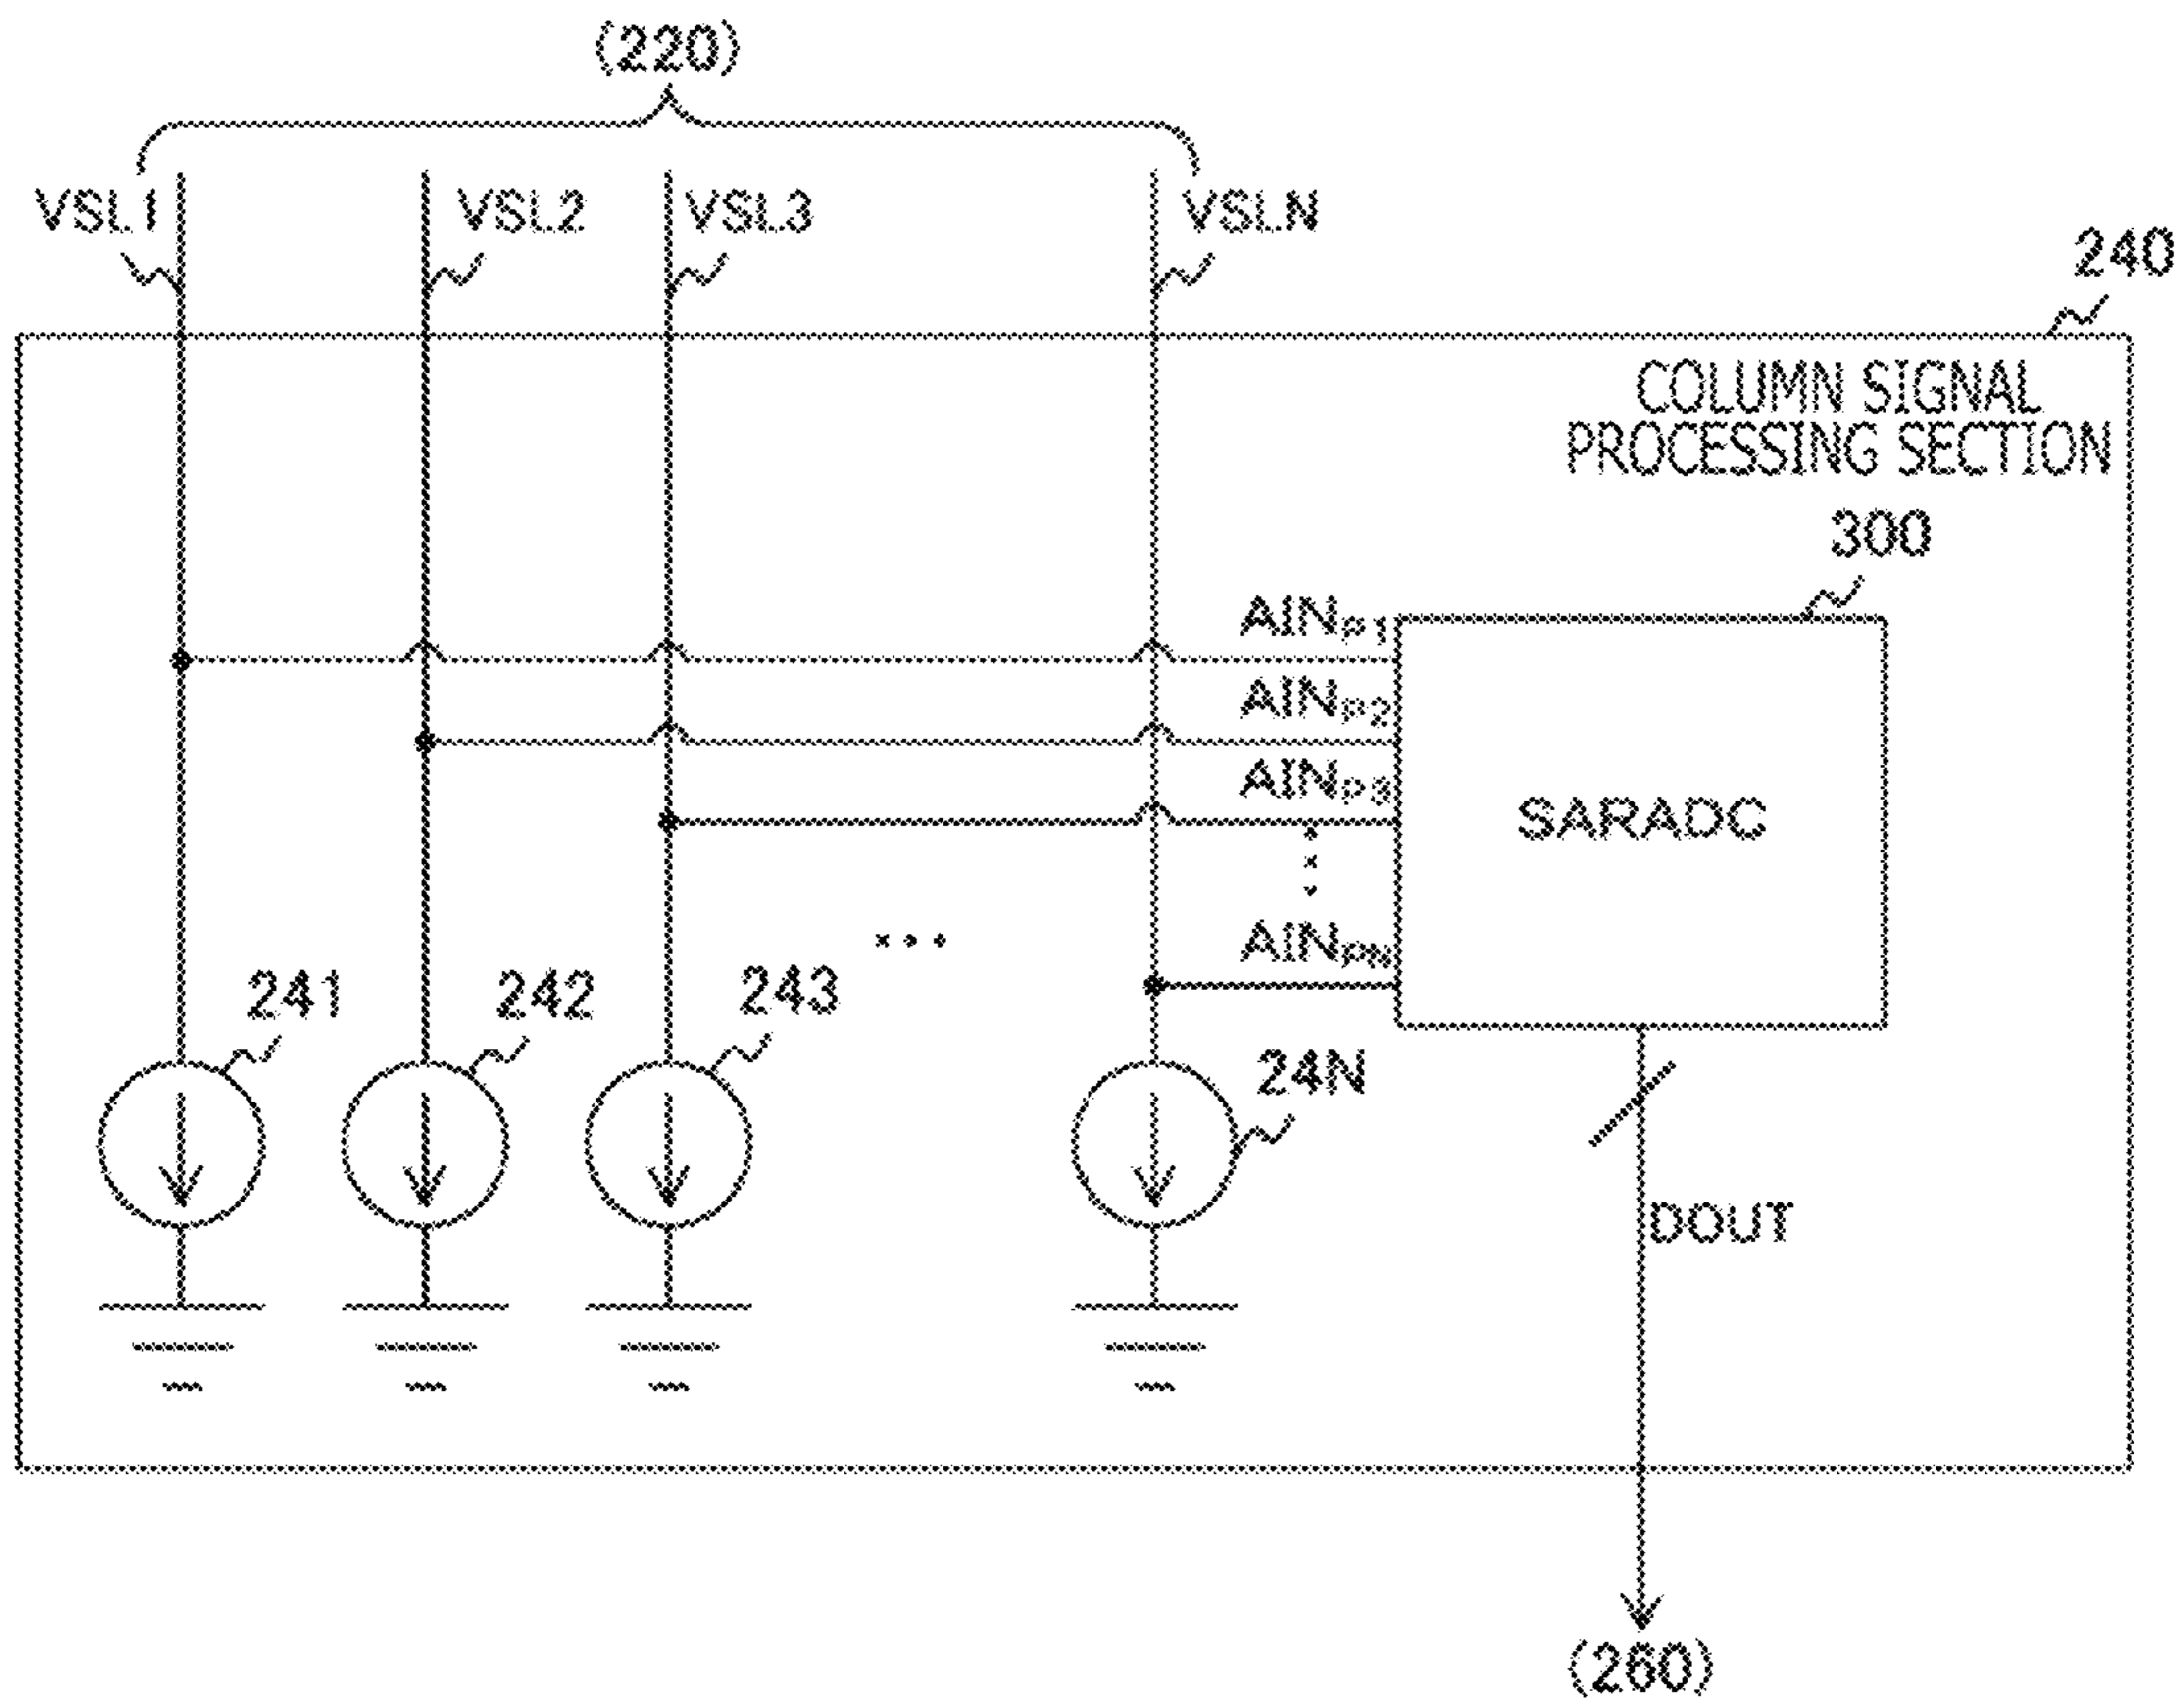 (220)
VSL1 VSL2 VSL3 VSLN
240
COLUMN SIGNAL
PROCESSING SECTION
300
AINP1
AINP2
AINP3
SARADC
AINPN
241 242 243
24N
DOUT
(260)